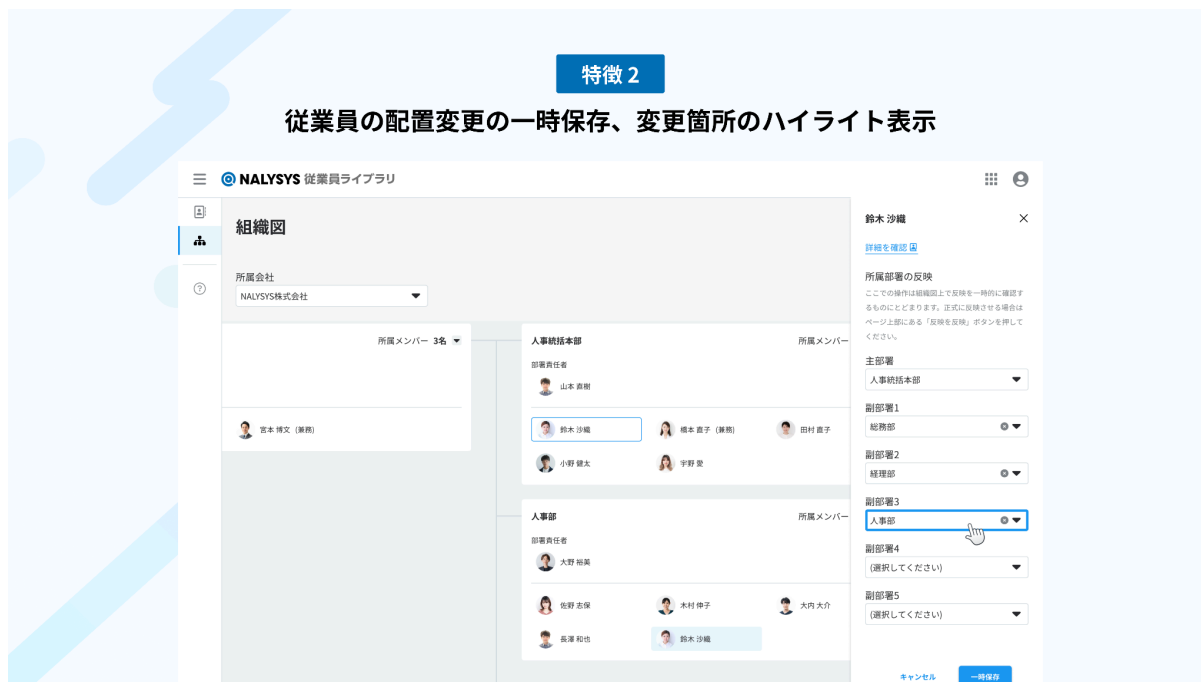 特徴 2
従業員の配置変更の一時保存、変更箇所のハイライト表示
NALYSYS 従業員ライブラリ
組織図
所属会社
NALYSYS株式会社
所属メンバー 3名
宮本 博文（兼務）
人事統括本部
所属メンバー
部署責任者
山本 直樹
鈴木 沙織
橋本 直子（兼務）
田村 直子
小野 健太
宇野 愛
人事部
所属メンバー
部署責任者
大野 裕美
佐野 志保
木村 伸子
大内 大介
長澤 和也
鈴木 沙織
鈴木 沙織
詳細を確認
所属部署の反映
ここでの操作は組織図上で反映を一時的に確認す
るものにとどまります。正式に反映させる場合は
ページ上部にある「反映を反映」ボタンを押して
ください。
主部署
人事統括本部
副部署1
総務部
副部署2
経理部
副部署3
人事部
副部署4
(選択してください)
副部署5
(選択してください)
キャンセル
一時保存